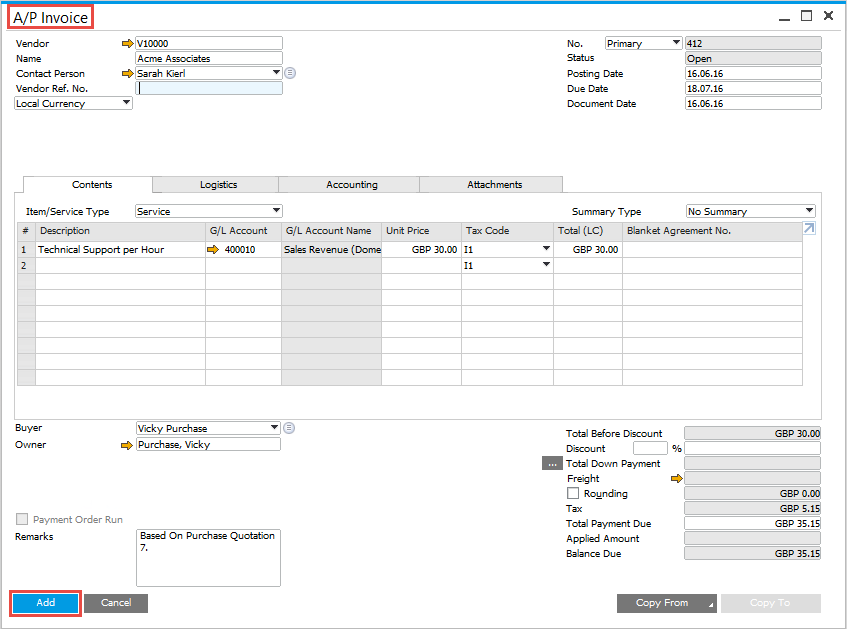 A/P Invoice
Vendor V10000 No. Primary 412
Name Acme Associates Status Open
Contact Person Sarah Kierl Posting Date 16.06.16
Vendor Ref. No. Due Date 18.07.16
Local Currency Document Date 16.06.16
Contents Logistics Accounting Attachments
Item/Service Type Service Summary Type No Summary
# Description G/L Account G/L Account Name Unit Price Tax Code Total (LC) Blanket Agreement No.
1 Technical Support per Hour 400010 Sales Revenue (Dome GBP 30.00 I1 GBP 30.00
2 I1
Buyer Vicky Purchase
Owner Purchase, Vicky
Total Before Discount GBP 30.00
Discount %
... Total Down Payment
Freight
Rounding GBP 0.00
Tax GBP 5.15
Total Payment Due GBP 35.15
Applied Amount
Balance Due GBP 35.15
Payment Order Run
Remarks Based On Purchase Quotation
7.
Add Cancel Copy From Copy To